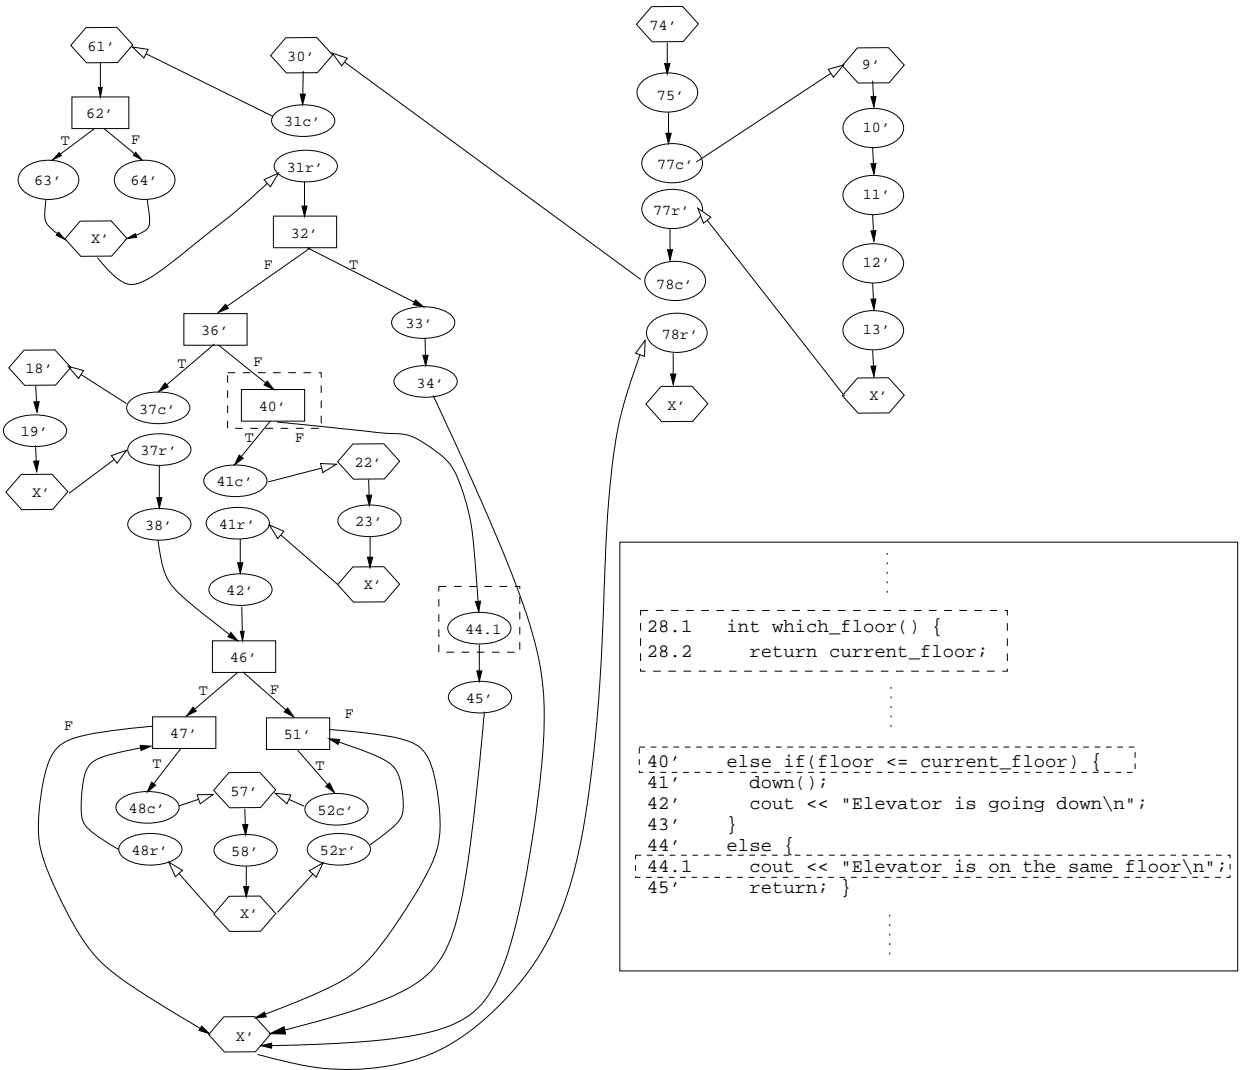 61’
30’
74’
9’
62’
31c’
75’
10’
T
F
63’
64’
31r’
77c’
11’
X’
32’
77r’
12’
F
T
78c’
36’
33’
78r’
13’
T
F
18’
37c’
40’
34’
X’
X’
19’
37r’
T
F
41c’
22’
X’
38’
41r’
23’
42’
X’
44.1
46’
45’
T
F
F
47’
51’
F
T
T
48c’
57’
52c’
48r’
58’
52r’
X’
X’
28.1 int which_floor() {
28.2 return current_floor;
40’ else if(floor <= current_floor) {
41’ down();
42’ cout << "Elevator is going down\n";
43’ }
44’ else {
44.1 cout << "Elevator is on the same floor\n";
45’ return; }